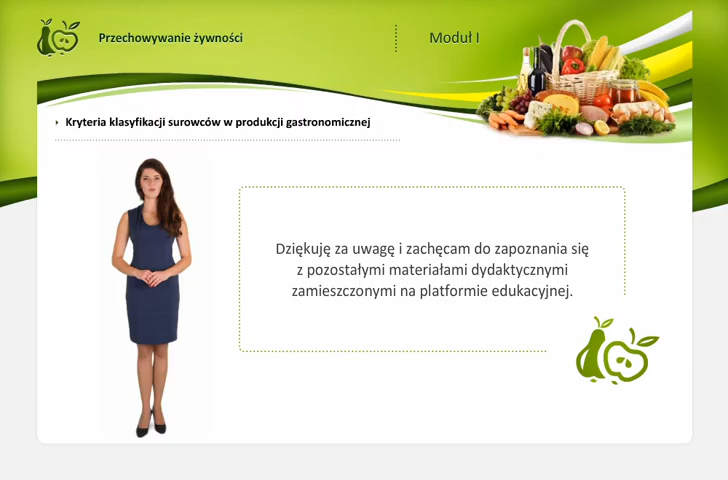 Przechowywanie żywności
Moduł I
Kryteria klasyfikacji surowców w produkcji gastronomicznej
Dziękuję za uwagę i zachęcam do zapoznania się
z pozostałymi materiałami dydaktycznymi
zamieszczonymi na platformie edukacyjnej.